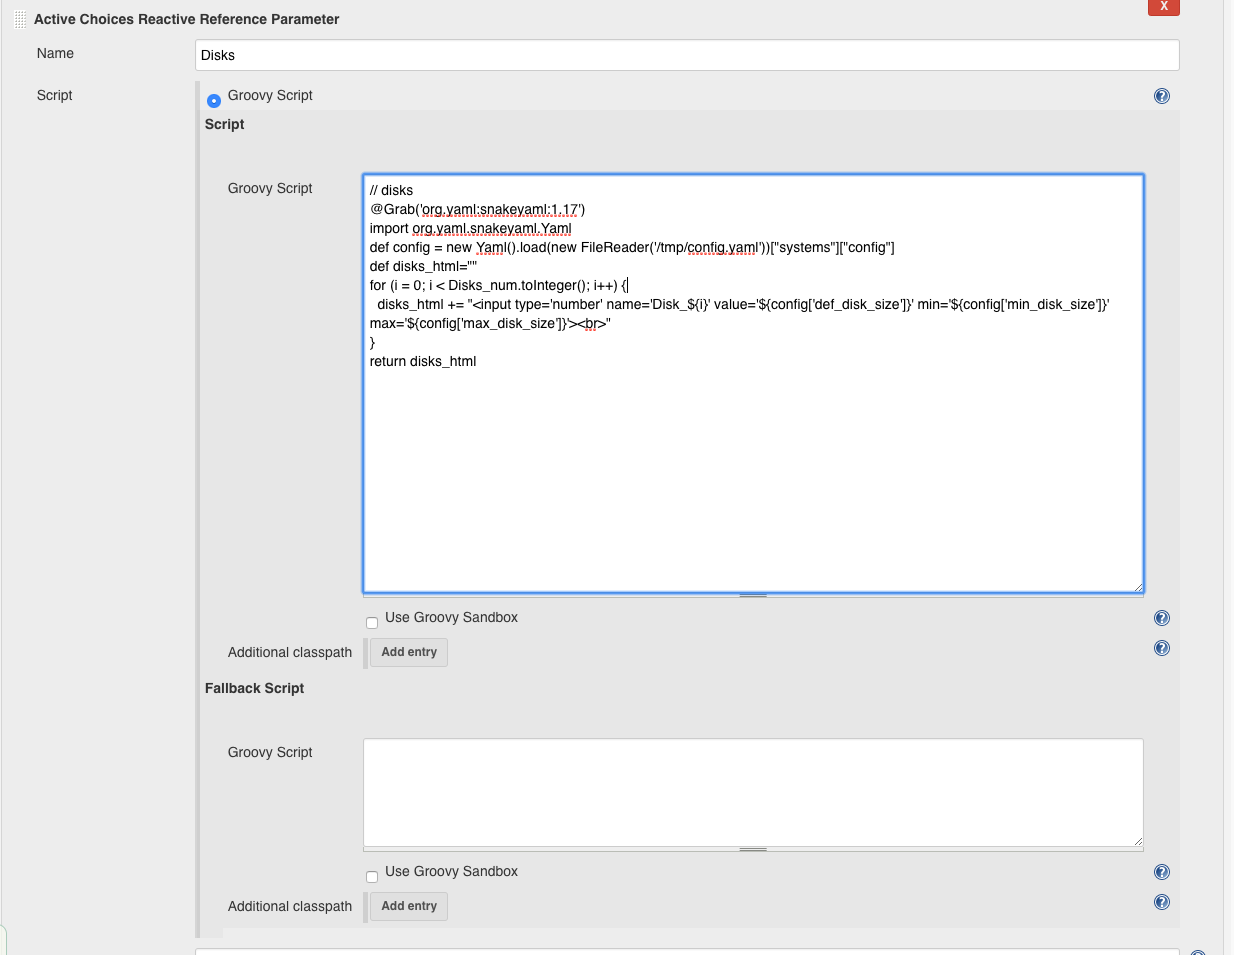 Active Choices Reactive Reference Parameter
X
Name
Disks
Script
Groovy Script
Script
Groovy Script
// disks
@Grab('org.yaml:snakeyaml:1.17')
import org.yaml.snakeyaml.Yaml
def config = new Yaml().load(new FileReader('/tmp/config.yaml'))["systems"]["config"]
def disks_html=""
for (i = 0; i < Disks_num.toInteger(); i++) {
disks_html += "<input type='number' name='Disk_${i}' value='${config['def_disk_size']}' min='${config['min_disk_size']}'
max='${config['max_disk_size']}'><br>"
}
return disks_html
Use Groovy Sandbox
Additional classpath
Add entry
Fallback Script
Groovy Script
Use Groovy Sandbox
Additional classpath
Add entry